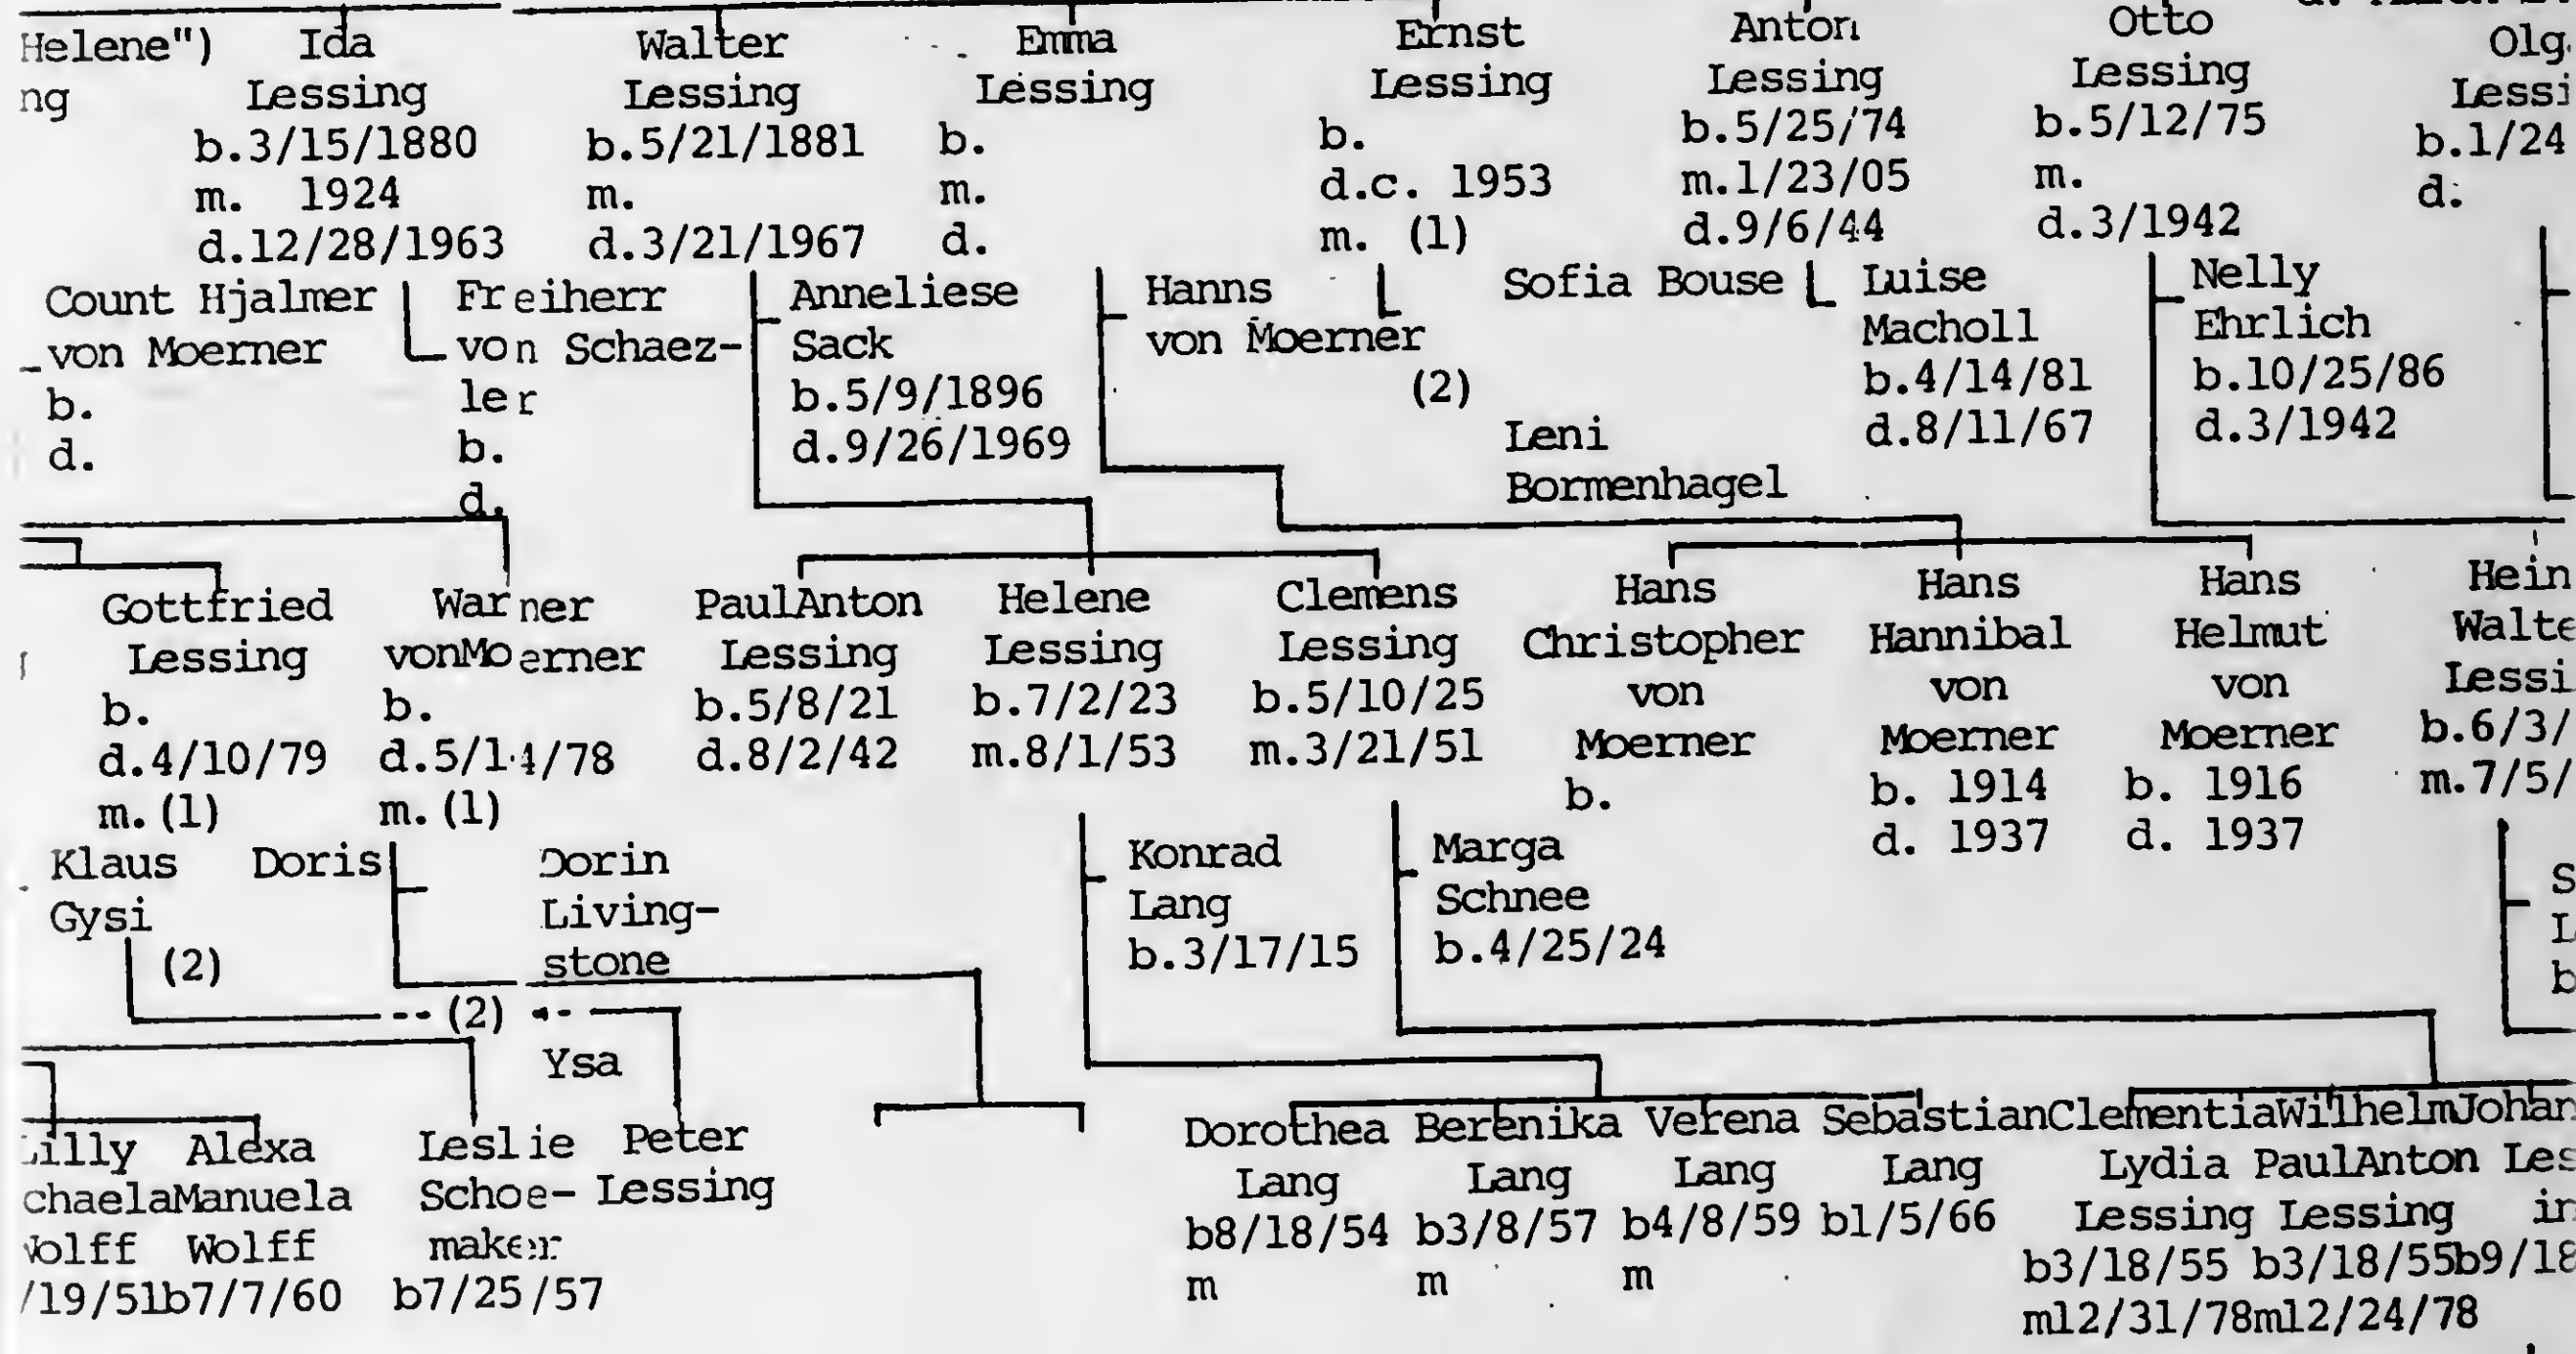 Helene")
ng
Ida
Lessing
b.3/15/1880
m. 1924
d.12/28/1963
Walter
Lessing
b.5/21/1881
m.
d.3/21/1967
Emma
Lessing
b.
m.
d.
Ernst
Lessing
b.
d.c. 1953
m. (1)
Anton
Lessing
b.5/25/74
m.1/23/05
d.9/6/44
Otto
Lessing
b.5/12/75
m.
d.3/1942
Olg
Lessi
b.1/24
d.
Count Hjalmer
von Moerner
b.
d.
Freiherr
von Schaez-
ler
b.
d.
Anneliese
Sack
b.5/9/1896
d.9/26/1969
Hanns
von Moerner
(2)
Sofia Bouse
Leni
Bormenhagel
Luise
Macholl
b.4/14/81
d.8/11/67
Nelly
Ehrlich
b.10/25/86
d.3/1942
Gottfried
Lessing
b.
d.4/10/79
m.(1)
Warner
vonMoerner
b.
d.5/14/78
m.(1)
PaulAnton
Lessing
b.5/8/21
d.8/2/42
Helene
Lessing
b.7/2/23
m.8/1/53
Clemens
Lessing
b.5/10/25
m.3/21/51
Hans
Christopher
von
Moerner
b.
Hans
Hannibal
von
Moerner
b. 1914
d. 1937
Hans
Helmut
von
Moerner
b. 1916
d. 1937
Hein
Walte
Lessi
b.6/3/
m.7/5/
Klaus
Gysi
(2)
Doris
Dorin
Living-
stone
(2)
Ysa
Konrad
Lang
b.3/17/15
Marga
Schnee
b.4/25/24
S
L
b
illy
chaela
Wolff
/19/51
Alexa
Manuela
Wolff
b7/7/60
Leslie
Schoe-
maker
b7/25/57
Peter
Lessing
Dorothea
Lang
b8/18/54
m
Berenika
Lang
b3/8/57
m
Verena
Lang
b4/8/59
m
Sebastian
Lang
b1/5/66
Clementia
Lydia
Lessing
b3/18/55
m12/31/78
Wilhelm
PaulAnton
Lessing
b3/18/55
m12/24/78
Johan
Les
in
b9/18